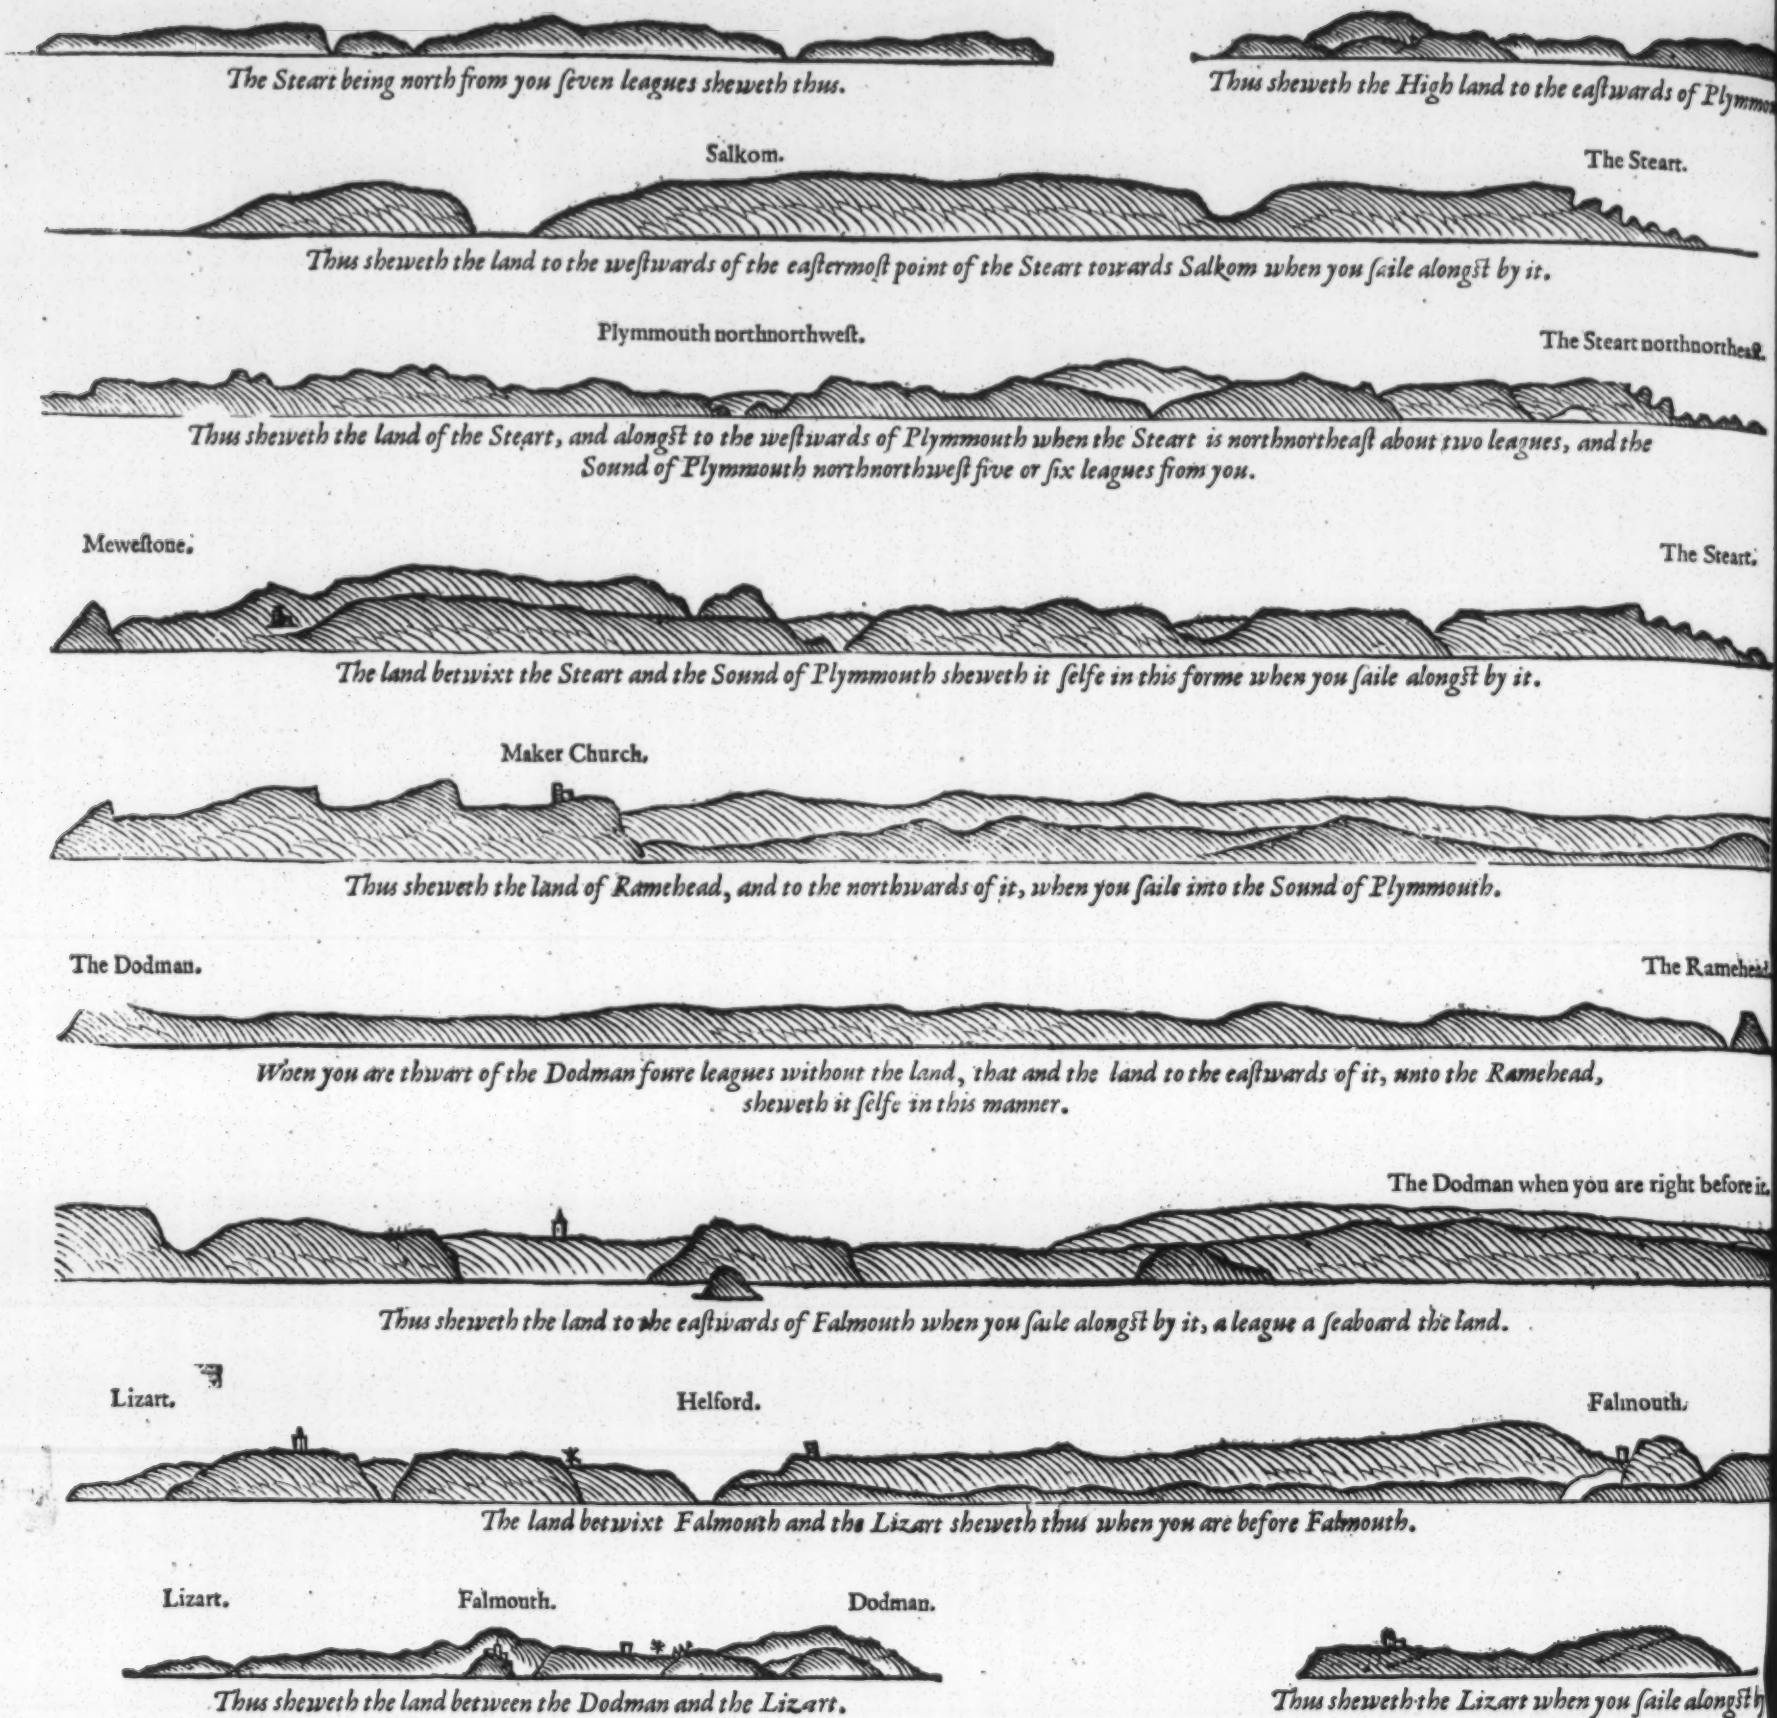 The Steart being north from you ſeven leagues sheweth thus.
Thus sheweth the High land to the eaſtwards of
Salkom.
The Steart.
Thus sheweth the land to the weſtwards of the eaſtermoſt point of the Steart towards Salkom when you ſaile alongſt by it.
Plymmouth northnorthweſt.
The Steart northnortheaſt.
Thus sheweth the land of the Steart, and alongſt to the weſtwards of Plymmouth when the Steart is northnortheaſt about two leagues, and the
Sound of Plymmouth northnorthweſt five or ſix leagues from you.
Meweſtone.
The Steart.
The land betwixt the Steart and the Sound of Plymmouth sheweth it ſelfe in this forme when you ſaile alongſt by it.
Maker Church.
Thus sheweth the land of Ramehead, and to the northwards of it, when you ſaile into the Sound of Plymmouth.
The Dodman.
The Ramehead
When you are thwart of the Dodman foure leagues without the land, that and the land to the eaſtwards of it, unto the Ramehead,
sheweth it ſelfe in this manner.
The Dodman when you are right before it.
Thus sheweth the land to the eaſtwards of Falmouth when you ſaile alongſt by it, a league a ſeaboard the land.
Lizart.
Helford.
Falmouth.
The land betwixt Falmouth and the Lizart sheweth thus when you are before Falmouth.
Lizart.
Falmouth.
Dodman.
Thus sheweth the land between the Dodman and the Lizart.
Thus sheweth the Lizart when you ſaile alongſt